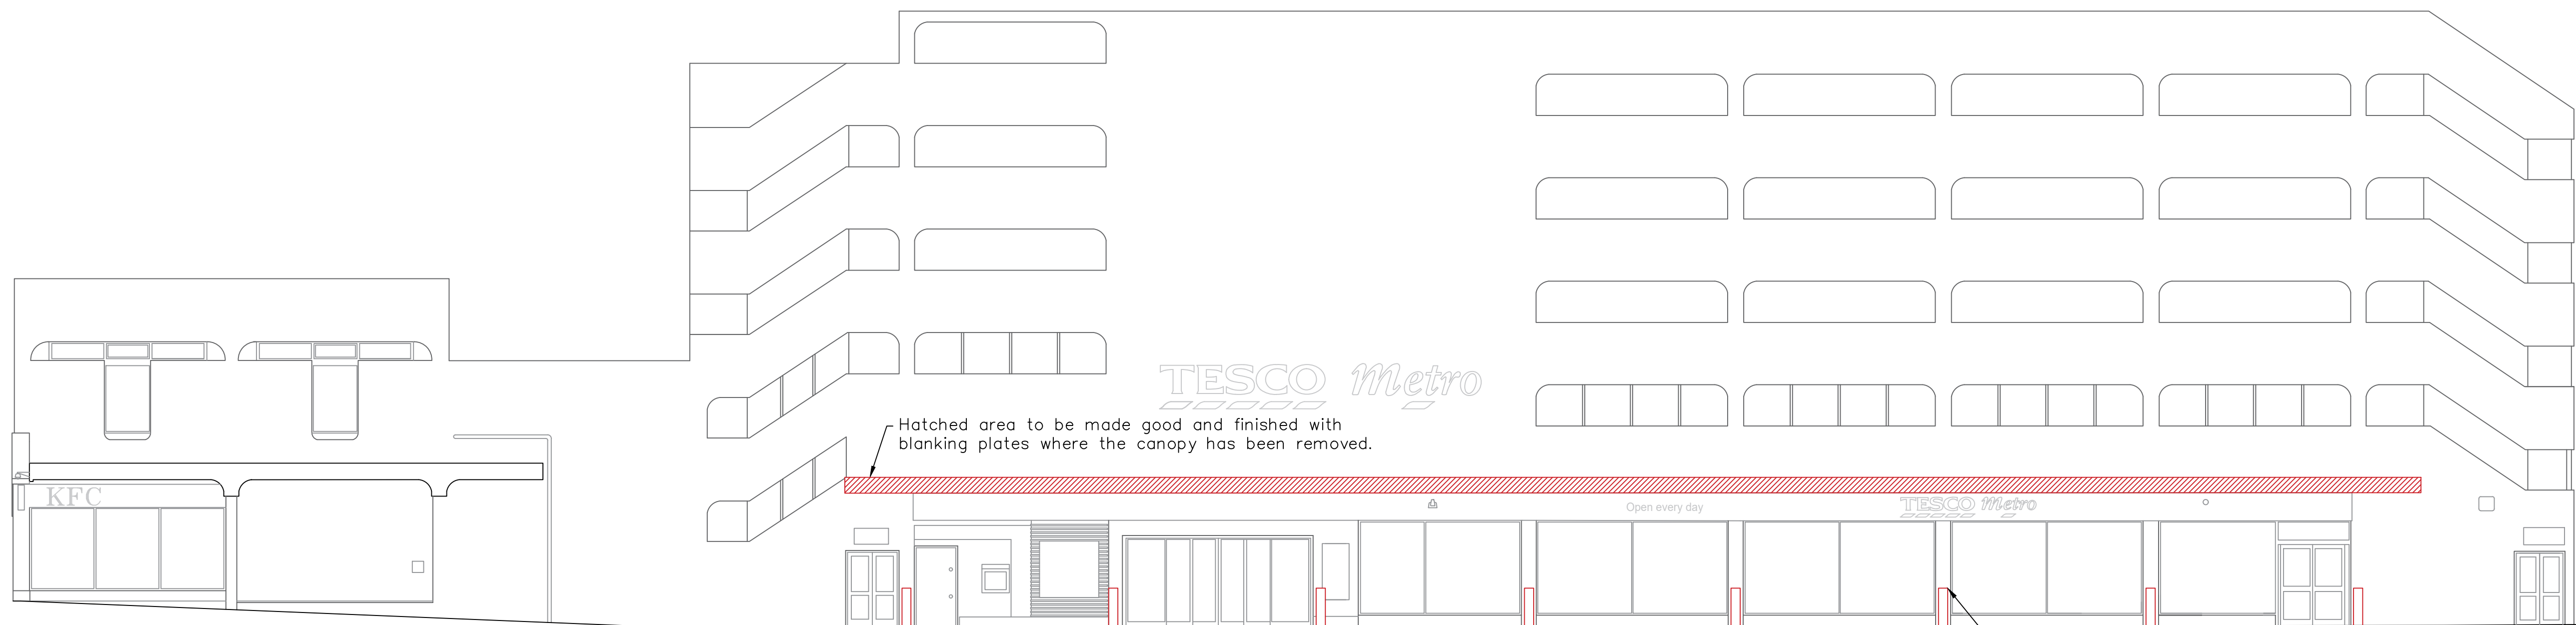 TESCO Metro
Hatched area to be made good and finished with
blanking plates where the canopy has been removed.
KFC
Open every day
TESCO Metro